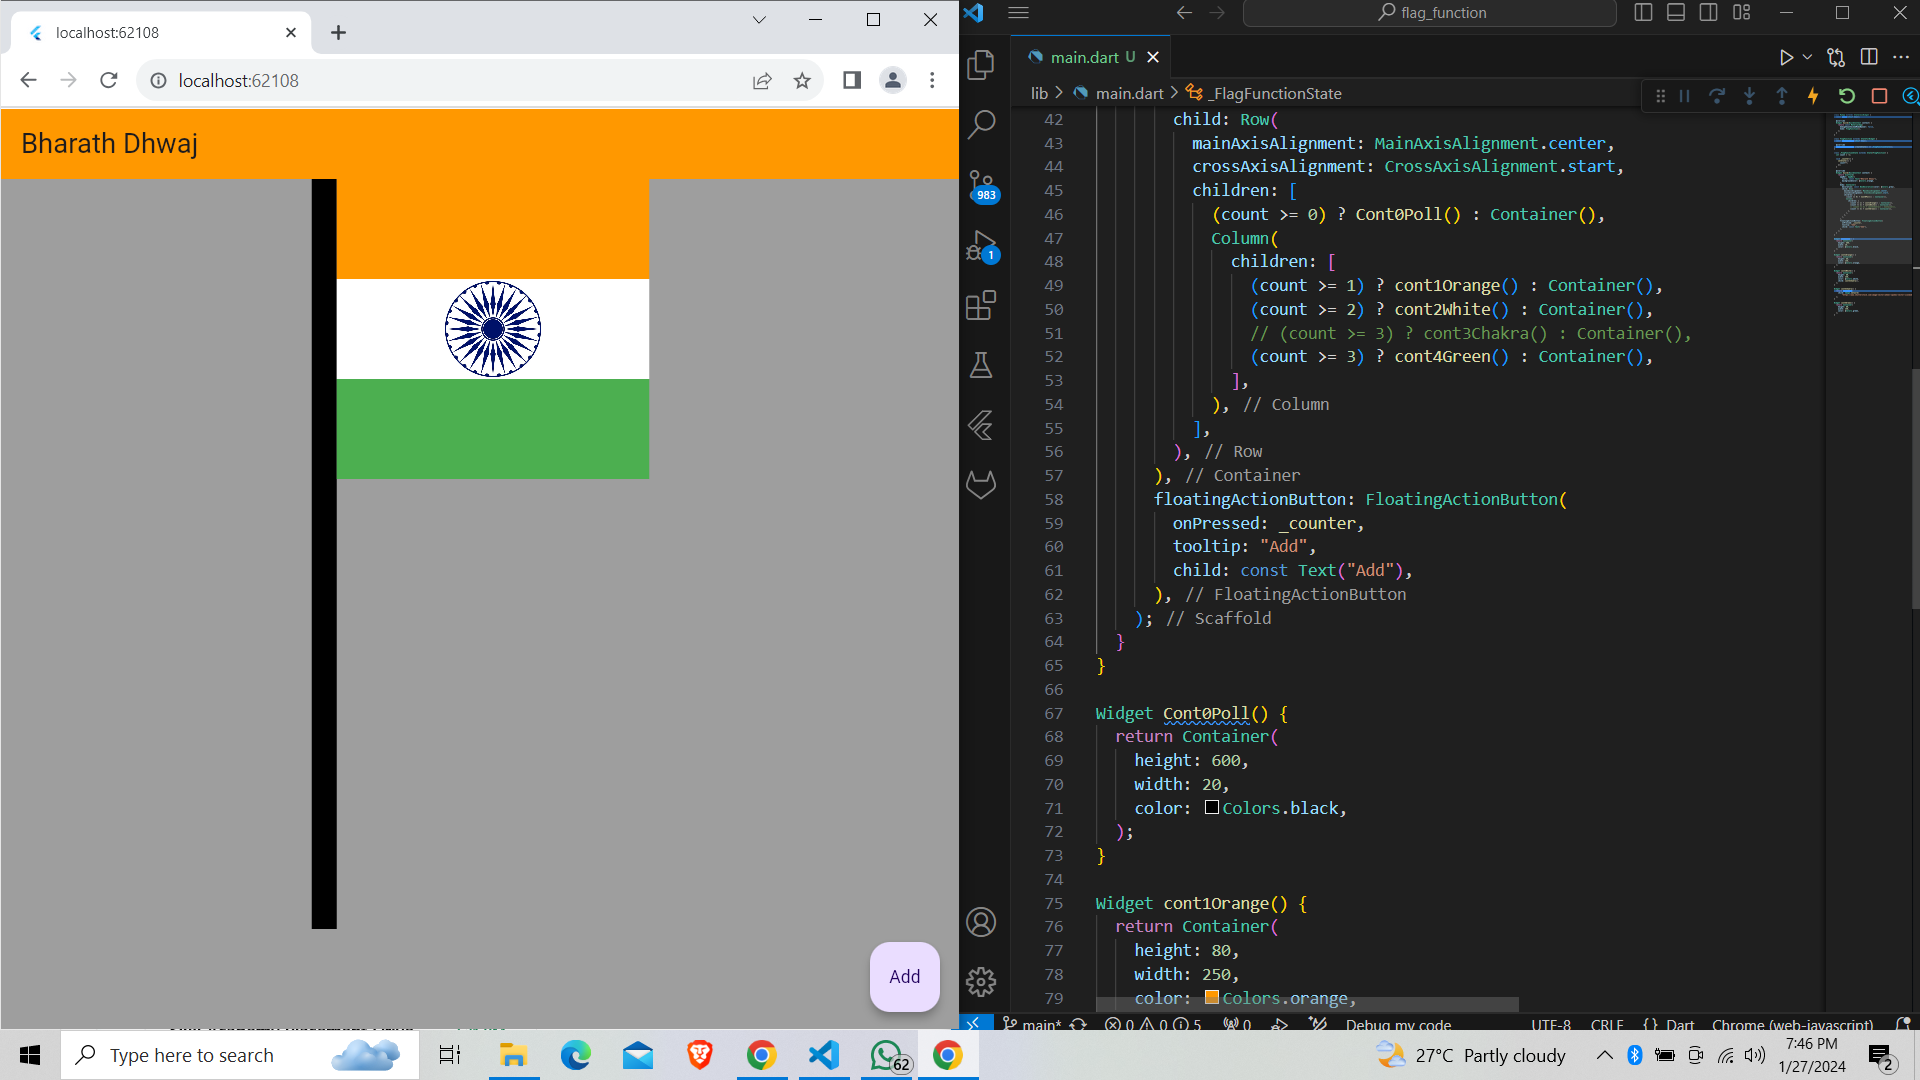 localhost:62108
localhost:62108
Bharath Dhwaj
Add
flag_function
main.dart U
lib > main.dart > _FlagFunctionState
983
1
42 child: Row(
43 mainAxisAlignment: MainAxisAlignment.center,
44 crossAxisAlignment: CrossAxisAlignment.start,
45 children: [
46 (count >= 0) ? Cont0Poll() : Container(),
47 Column(
48 children: [
49 (count >= 1) ? cont1Orange() : Container(),
50 (count >= 2) ? cont2White() : Container(),
51 // (count >= 3) ? cont3Chakra() : Container(),
52 (count >= 3) ? cont4Green() : Container(),
53 ],
54 ), // Column
55 ],
56 ), // Row
57 ), // Container
58 floatingActionButton: FloatingActionButton(
59 onPressed: _counter,
60 tooltip: "Add",
61 child: const Text("Add"),
62 ), // FloatingActionButton
63 ); // Scaffold
64 }
65 }
66
67 Widget Cont0Poll() {
68 return Container(
69 height: 600,
70 width: 20,
71 color: Colors.black,
72 );
73 }
74
75 Widget cont1Orange() {
76 return Container(
77 height: 80,
78 width: 250,
79 color: Colors.orange,
main* 0 0 5 0 Debug my code UTF-8 CRLF {} Dart Chrome (web-javascript)
Type here to search
62
27°C Partly cloudy
7:46 PM
1/27/2024
2